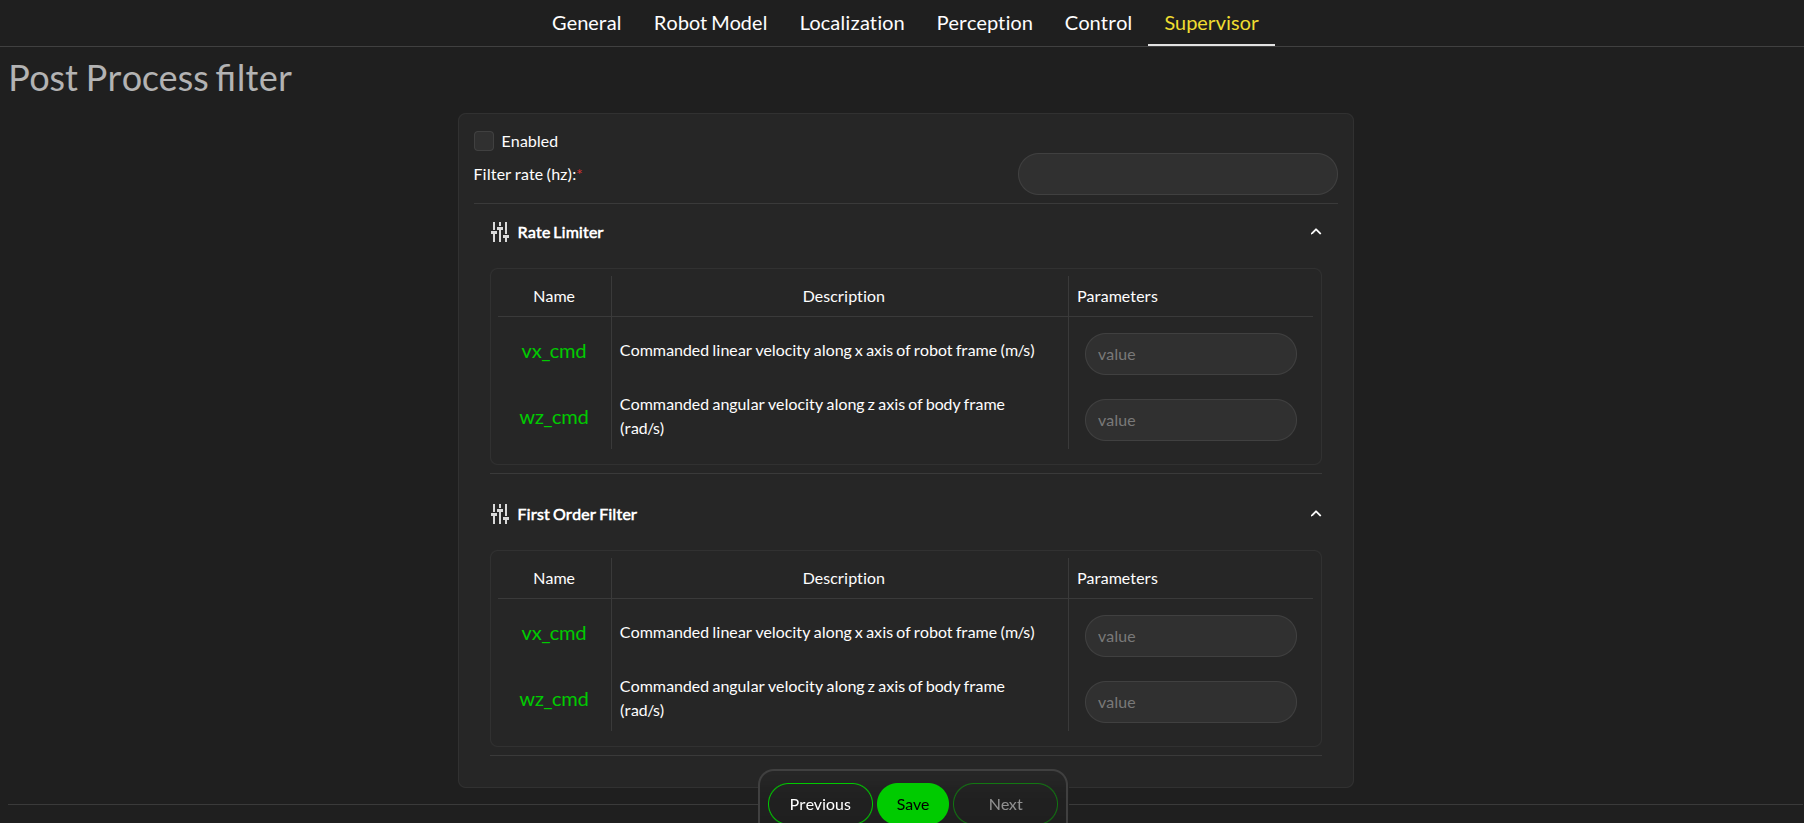 General Robot Model Localization Perception Control Supervisor
Post Process filter
Enabled
Filter rate (hz):*
Rate Limiter
Name Description Parameters
vx_cmd Commanded linear velocity along x axis of robot frame (m/s) value
wz_cmd Commanded angular velocity along z axis of body frame
(rad/s) value
First Order Filter
Name Description Parameters
vx_cmd Commanded linear velocity along x axis of robot frame (m/s) value
wz_cmd Commanded angular velocity along z axis of body frame
(rad/s) value
Previous Save Next